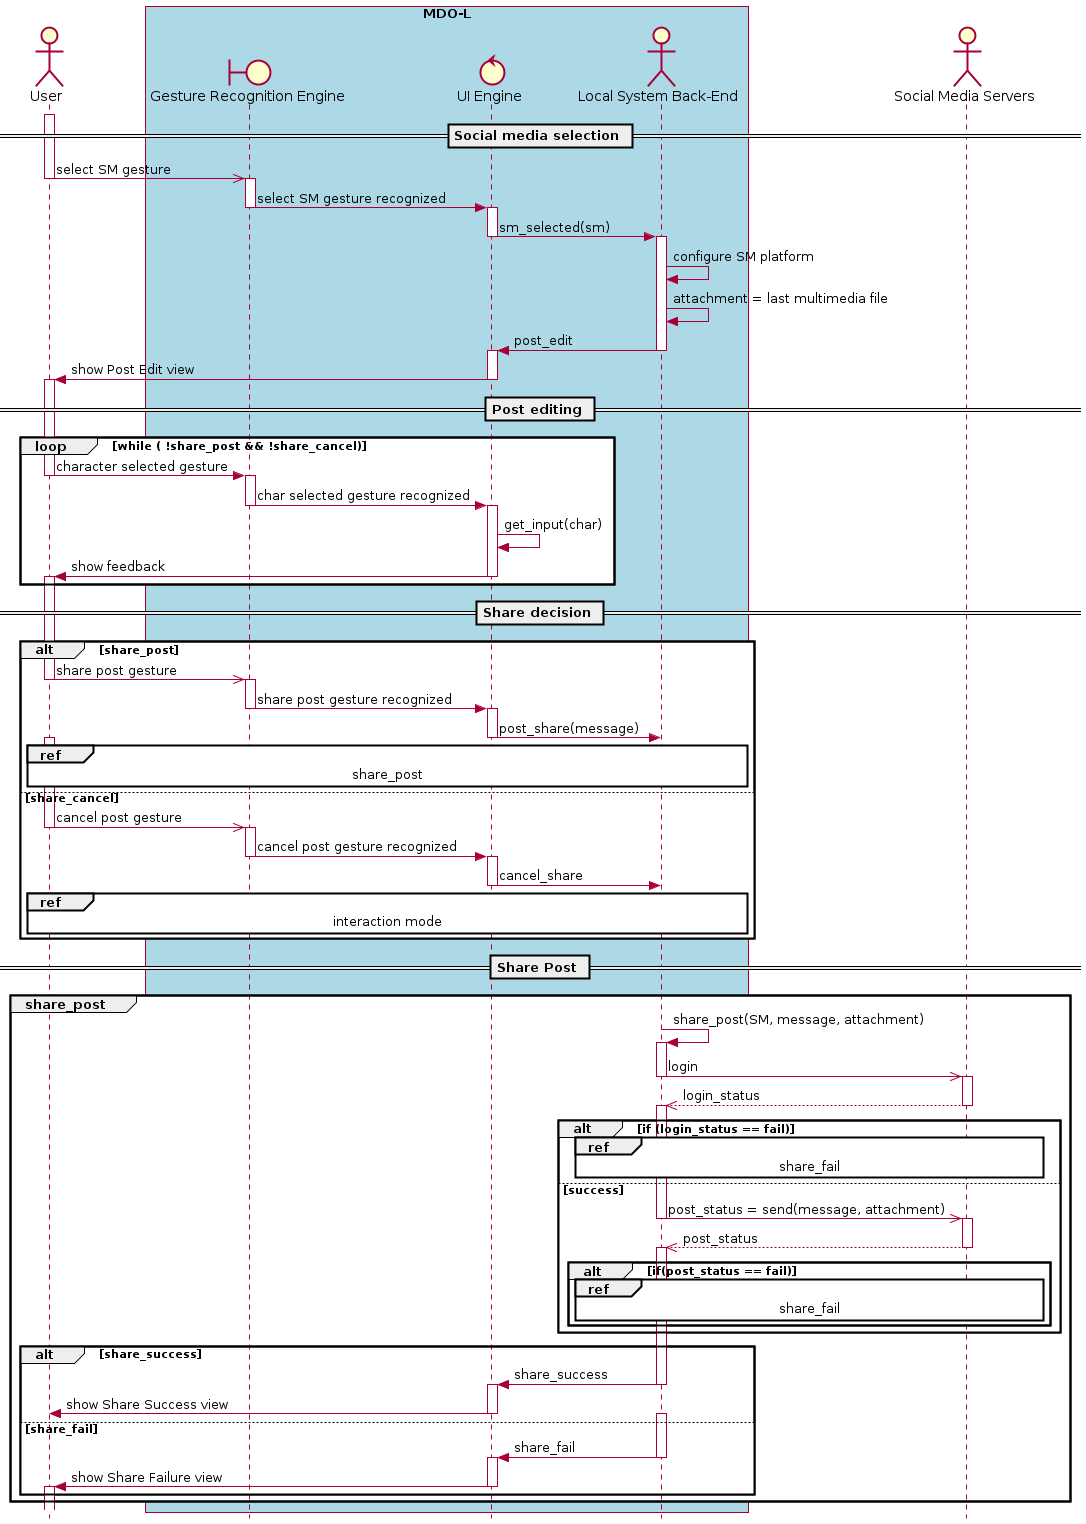 MDO-L
User
Gesture Recognition Engine
UI Engine
Local System Back-End
Social Media Servers
Social media selection
select SM gesture
select SM gesture recognized
sm_selected(sm)
configure SM platform
attachment = last multimedia file
post_edit
show Post Edit view
Post editing
loop
[while ( !share_post && !share_cancel)]
character selected gesture
char selected gesture recognized
get_input(char)
show feedback
Share decision
alt
[share_post]
share post gesture
share post gesture recognized
post_share(message)
ref
share_post
[share_cancel]
cancel post gesture
cancel post gesture recognized
cancel_share
ref
interaction mode
Share Post
share_post
share_post(SM, message, attachment)
login
login_status
alt
[if (login_status == fail)]
ref
share_fail
[success]
post_status = send(message, attachment)
post_status
alt
[if(post_status == fail)]
ref
share_fail
alt
[share_success]
share_success
show Share Success view
[share_fail]
share_fail
show Share Failure view